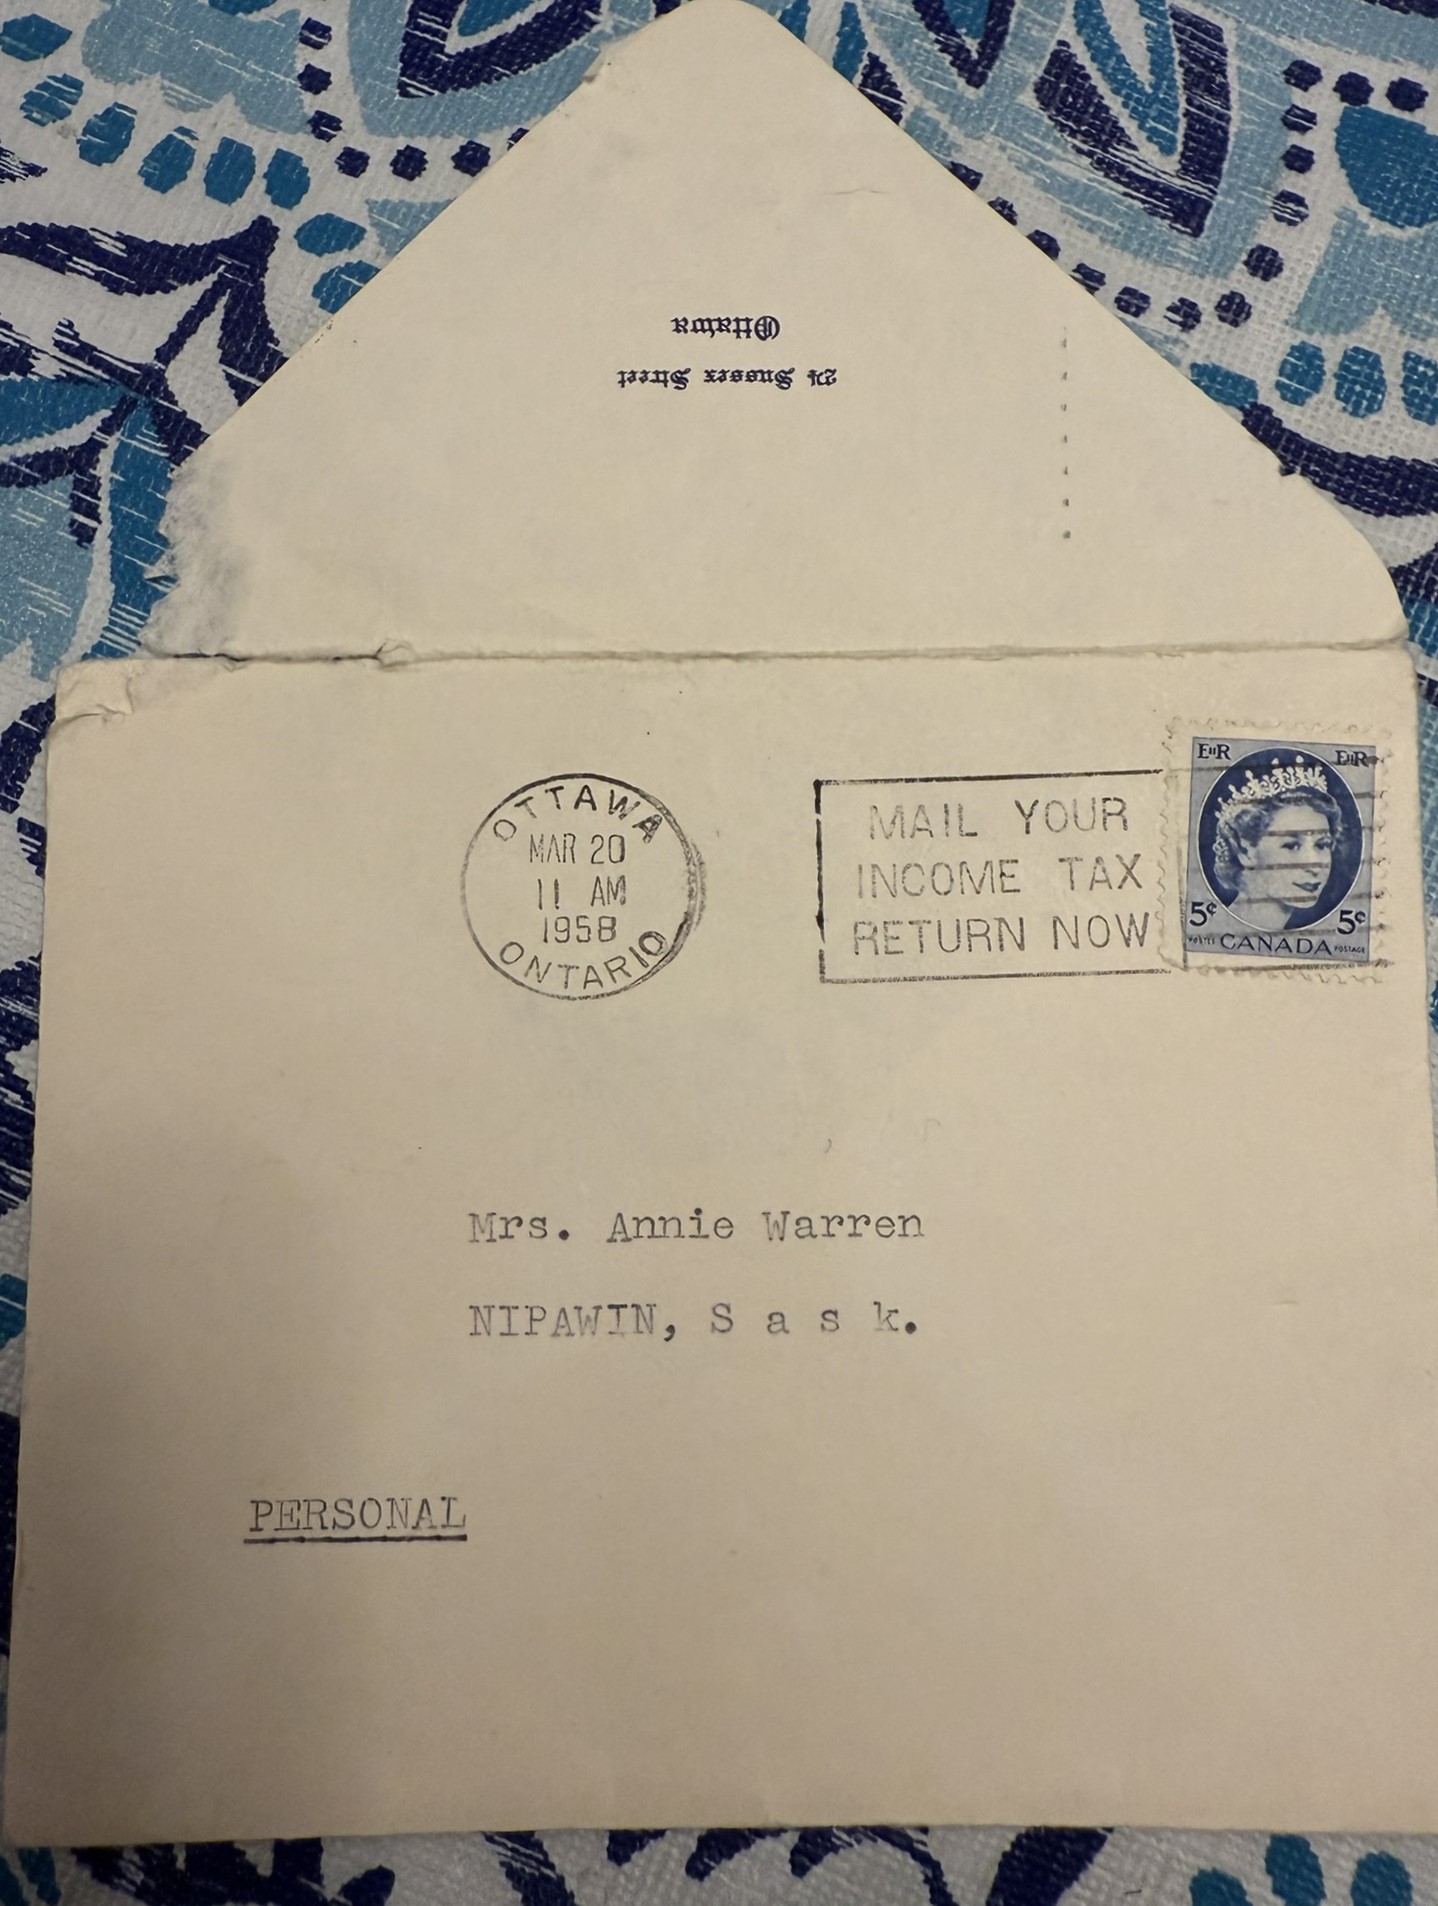 24 Sussex Street
Ottawa
OTTAWA
MAR 20
11 AM
1958
ONTARIO
MAIL YOUR
INCOME TAX
RETURN NOW
EIIR EIIR
5¢ 5¢
POSTES CANADA POSTAGE
Mrs. Annie Warren
NIPAWIN, S a s k.
PERSONAL